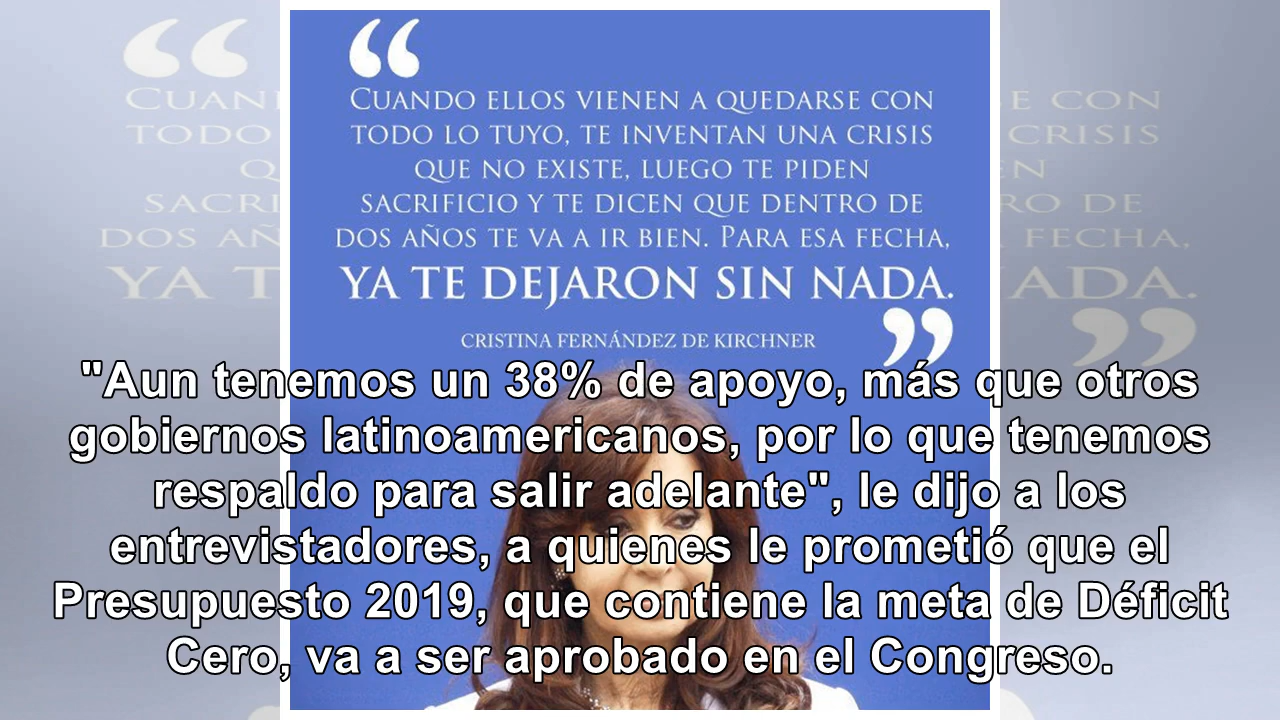 “
CUANDO ELLOS VIENEN A QUEDARSE CON
TODO LO TUYO, TE INVENTAN UNA CRISIS
QUE NO EXISTE, LUEGO TE PIDEN
SACRIFICIO Y TE DICEN QUE DENTRO DE
DOS AÑOS TE VA A IR BIEN. PARA ESA FECHA,
YA TE DEJARON SIN NADA.
”
CRISTINA FERNÁNDEZ DE KIRCHNER
"Aun tenemos un 38% de apoyo, más que otros
gobiernos latinoamericanos, por lo que tenemos
respaldo para salir adelante", le dijo a los
entrevistadores, a quienes le prometió que el
Presupuesto 2019, que contiene la meta de Déficit
Cero, va a ser aprobado en el Congreso.